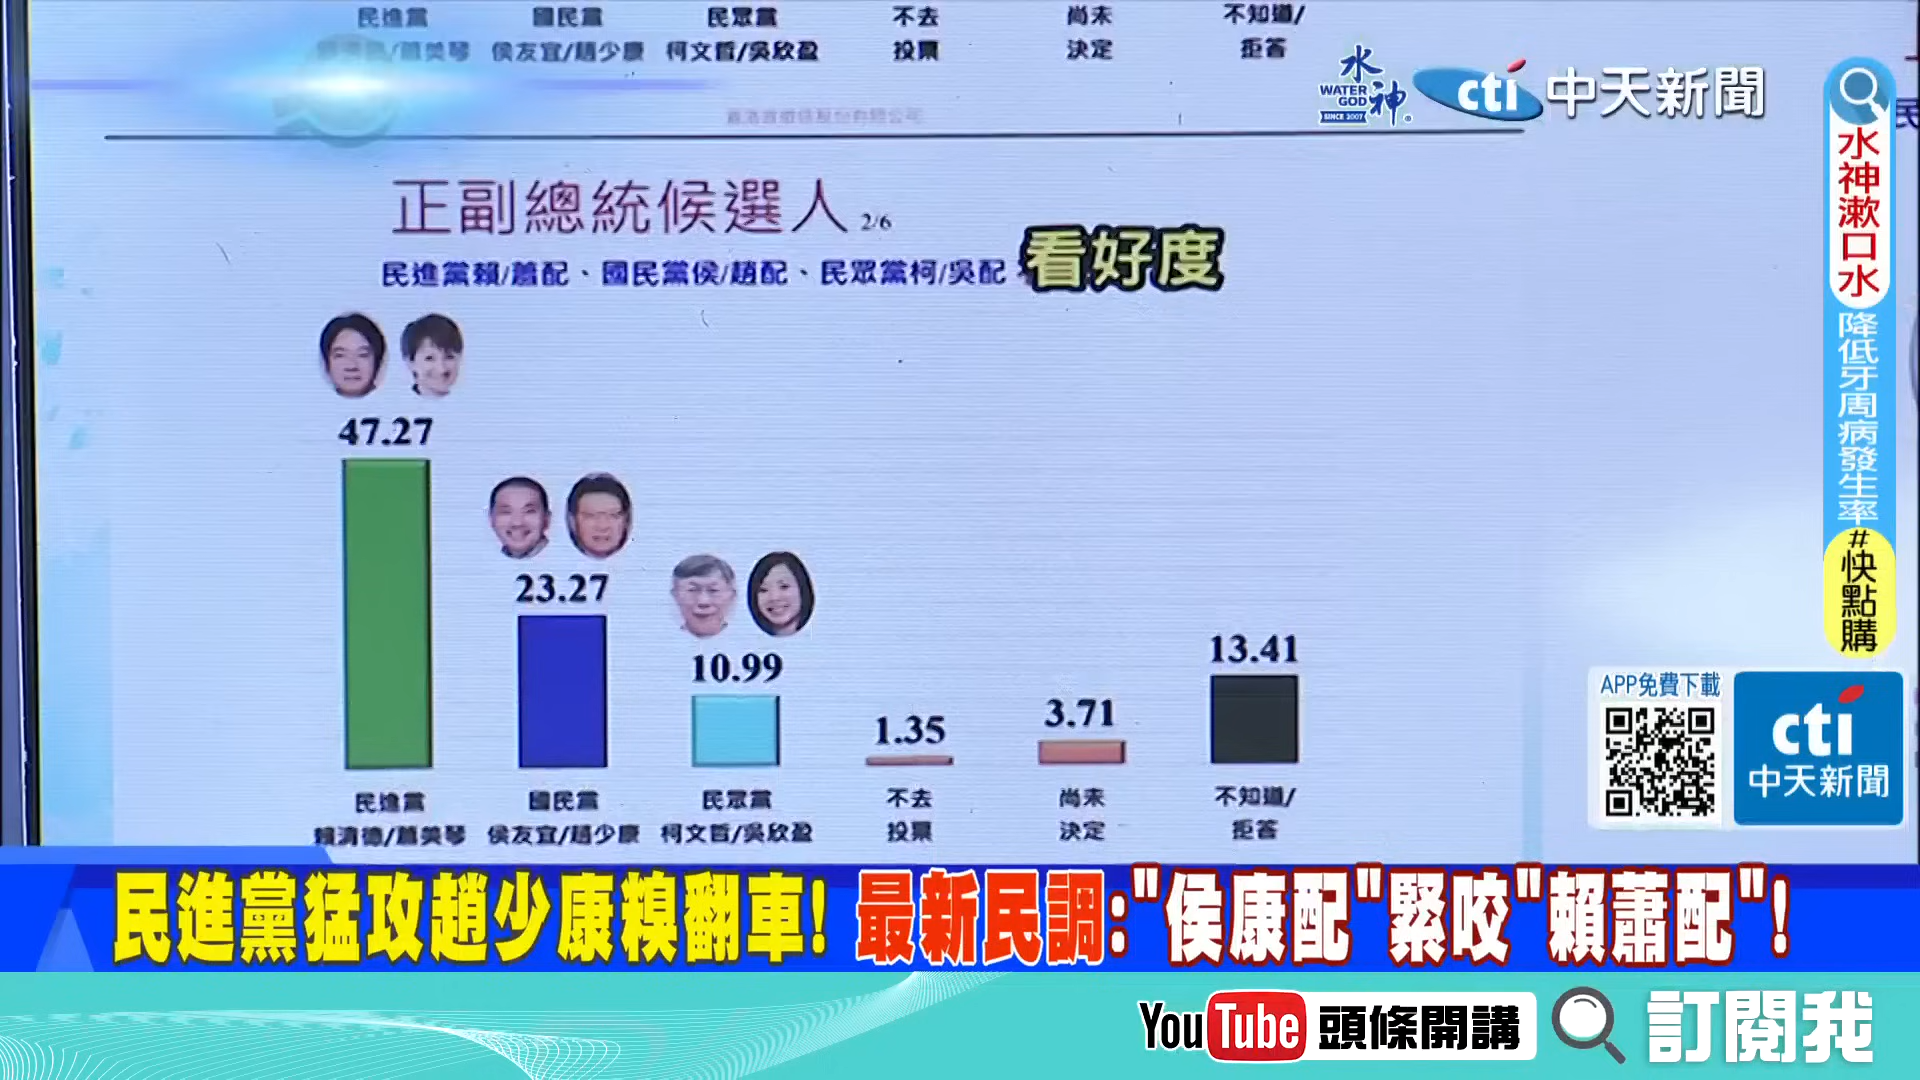 民進黨 國民黨 民眾黨 不去 尚未 不知道/
侯友宜/趙少康 柯文哲/吳欣盈 投票 決定 拒答
水神
WATER GOD
SINCE 2007
cti 中天新聞
正副總統候選人 2/6
民進黨賴/蕭配、國民黨侯/趙配、民眾黨柯/吳配
看好度
47.27
23.27
10.99
1.35
3.71
13.41
民進黨 國民黨 民眾黨 不去 尚未 不知道/
賴清德/蕭美琴 侯友宜/趙少康 柯文哲/吳欣盈 投票 決定 拒答
水神漱口水
降低牙周病發生率
#快點購
APP免費下載
cti
中天新聞
民進黨猛攻趙少康糗翻車! 最新民調:"侯康配"緊咬"賴蕭配"!
YouTube 頭條開講 訂閱我